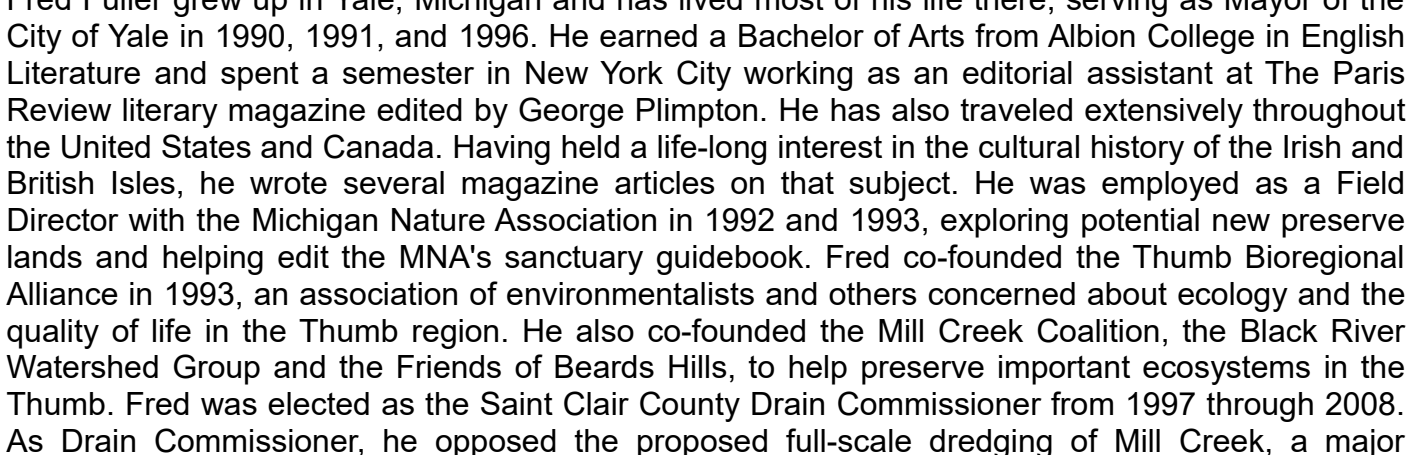 Fred Fuller grew up in Yale, Michigan and has lived most of his life there, serving as Mayor of the
City of Yale in 1990, 1991, and 1996. He earned a Bachelor of Arts from Albion College in English
Literature and spent a semester in New York City working as an editorial assistant at The Paris
Review literary magazine edited by George Plimpton. He has also traveled extensively throughout
the United States and Canada. Having held a life-long interest in the cultural history of the Irish and
British Isles, he wrote several magazine articles on that subject. He was employed as a Field
Director with the Michigan Nature Association in 1992 and 1993, exploring potential new preserve
lands and helping edit the MNA's sanctuary guidebook. Fred co-founded the Thumb Bioregional
Alliance in 1993, an association of environmentalists and others concerned about ecology and the
quality of life in the Thumb region. He also co-founded the Mill Creek Coalition, the Black River
Watershed Group and the Friends of Beards Hills, to help preserve important ecosystems in the
Thumb. Fred was elected as the Saint Clair County Drain Commissioner from 1997 through 2008.
As Drain Commissioner, he opposed the proposed full-scale dredging of Mill Creek, a major